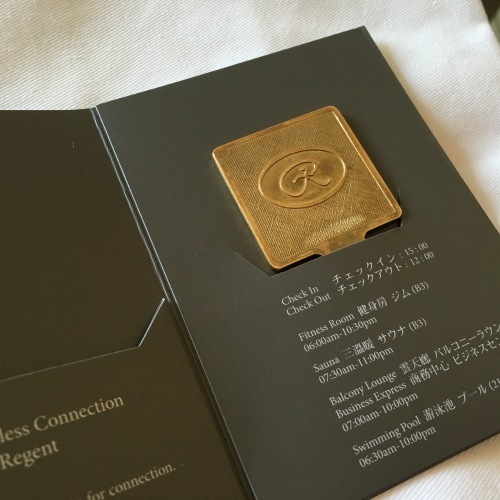 R
Check In チェックイン : 15 : 00
Check Out チェックアウト : 12 : 00
Fitness Room 健身房 ジム (B3)
06:00am-10:30pm
Sauna 三溫暖 サウナ (B3)
07:30am-11:00pm
Balcony Lounge 雲天廳 バルコニーラウン
Business Express 商務中心 ビジネスセン
07:00am-10:00pm
Swimming Pool 游泳池 プール
06:30am-10:00pm
less Connection
Regent
for connection.